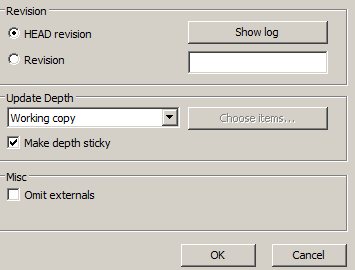 Revision
HEAD revision
Show log
Revision
Update Depth
Working copy
Choose items...
Make depth sticky
Misc
Omit externals
OK
Cancel